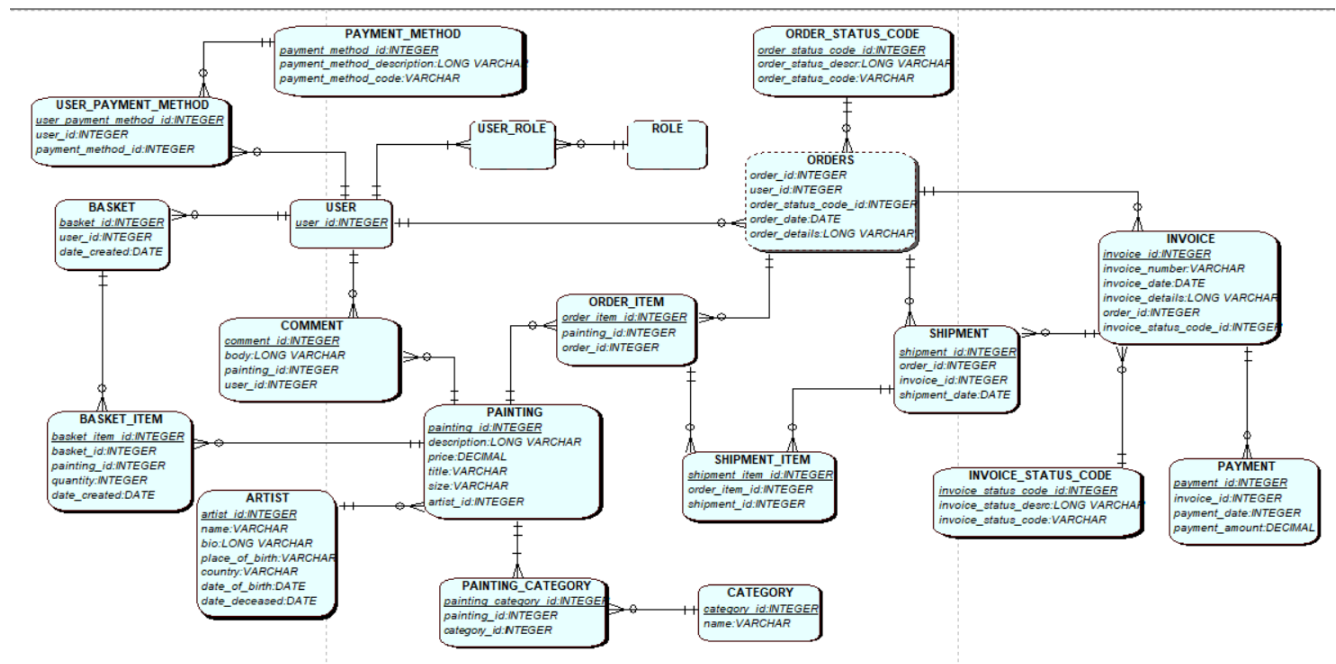 PAYMENT_METHOD
payment_method_id:INTEGER
payment_method_description:LONG VARCHAR
payment_method_code:VARCHAR
ORDER_STATUS_CODE
order_status_code_id:INTEGER
order_status_descr:LONG VARCHAR
order_status_code:VARCHAR
USER_PAYMENT_METHOD
user_payment_method_id:INTEGER
user_id:INTEGER
payment_method_id:INTEGER
USER_ROLE
ROLE
ORDERS
order_id:INTEGER
user_id:INTEGER
order_status_code_id:INTEGER
order_date:DATE
order_details:LONG VARCHAR
BASKET
basket_id:INTEGER
user_id:INTEGER
date_created:DATE
USER
user_id:INTEGER
INVOICE
invoice_id:INTEGER
invoice_number:VARCHAR
invoice_date:DATE
invoice_details:LONG VARCHAR
order_id:INTEGER
invoice_status_code_id:INTEGER
ORDER_ITEM
order_item_id:INTEGER
painting_id:INTEGER
order_id:INTEGER
COMMENT
comment_id:INTEGER
body:LONG VARCHAR
painting_id:INTEGER
user_id:INTEGER
SHIPMENT
shipment_id:INTEGER
order_id:INTEGER
invoice_id:INTEGER
shipment_date:DATE
BASKET_ITEM
basket_item_id:INTEGER
basket_id:INTEGER
painting_id:INTEGER
quantity:INTEGER
date_created:DATE
PAINTING
painting_id:INTEGER
description:LONG VARCHAR
price:DECIMAL
title:VARCHAR
size:VARCHAR
artist_id:INTEGER
SHIPMENT_ITEM
shipment_item_id:INTEGER
order_item_id:INTEGER
shipment_id:INTEGER
INVOICE_STATUS_CODE
invoice_status_code_id:INTEGER
invoice_status_desrc:LONG VARCHAR
invoice_status_code:VARCHAR
PAYMENT
payment_id:INTEGER
invoice_id:INTEGER
payment_date:INTEGER
payment_amount:DECIMAL
ARTIST
artist_id:INTEGER
name:VARCHAR
bio:LONG VARCHAR
place_of_birth:VARCHAR
country:VARCHAR
date_of_birth:DATE
date_deceased:DATE
PAINTING_CATEGORY
painting_category_id:INTEGER
painting_id:INTEGER
category_id:INTEGER
CATEGORY
category_id:INTEGER
name:VARCHAR